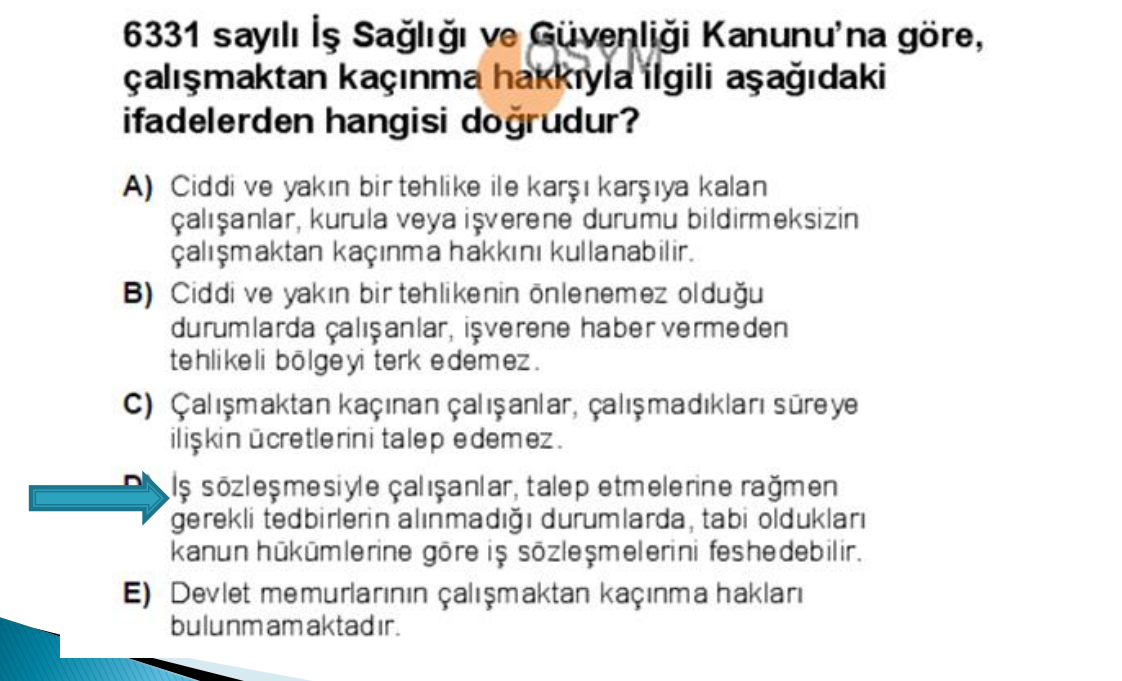 6331 sayılı İş Sağlığı ve Güvenliği Kanunu'na göre,
çalışmaktan kaçınma hakkıyla ilgili aşağıdaki
ifadelerden hangisi doğrudur?
ÖSYM
A) Ciddi ve yakın bir tehlike ile karşı karşıya kalan
çalışanlar, kurula veya işverene durumu bildirmeksizin
çalışmaktan kaçınma hakkını kullanabilir.
B) Ciddi ve yakın bir tehlikenin önlenemez olduğu
durumlarda çalışanlar, işverene haber vermeden
tehlikeli bölgeyi terk edemez.
C) Çalışmaktan kaçınan çalışanlar, çalışmadıkları süreye
ilişkin ücretlerini talep edemez.
D) İş sözleşmesiyle çalışanlar, talep etmelerine rağmen
gerekli tedbirlerin alınmadığı durumlarda, tabi oldukları
kanun hükümlerine göre iş sözleşmelerini feshedebilir.
E) Devlet memurlarının çalışmaktan kaçınma hakları
bulunmamaktadır.